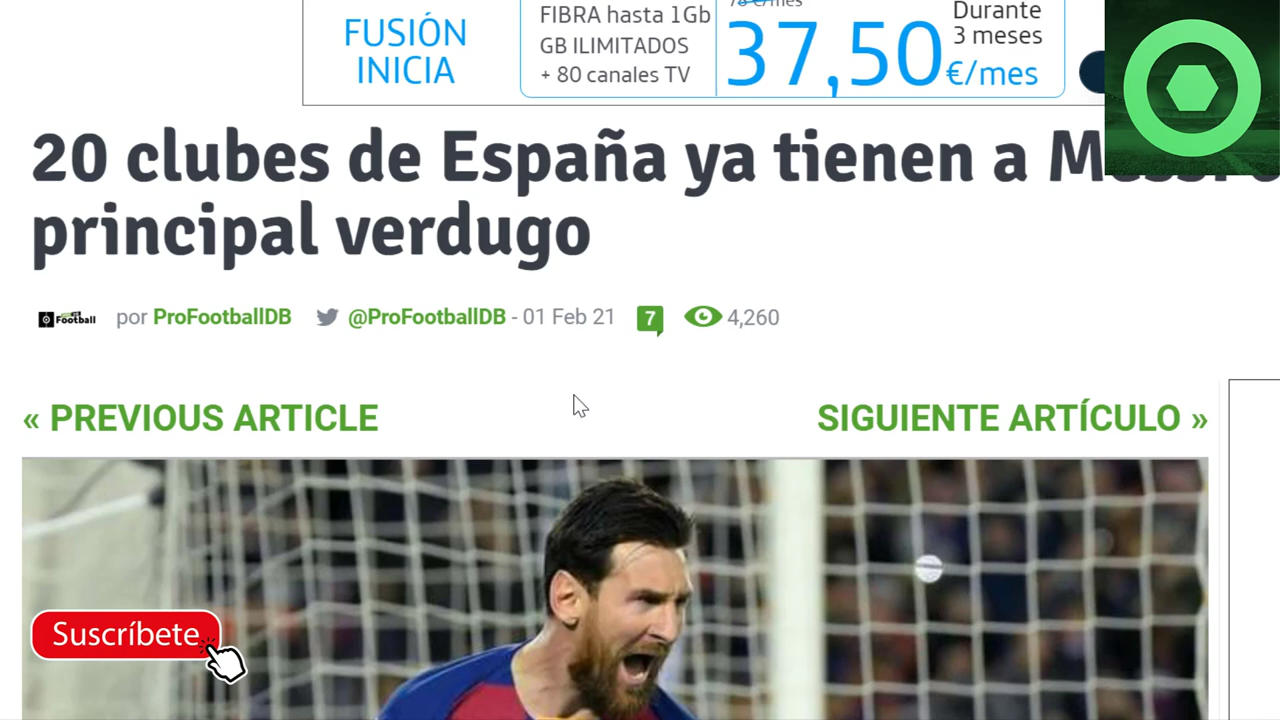 FUSIÓN
INICIA
FIBRA hasta 1Gb
GB ILIMITADOS
+ 80 canales TV
37,50
€/mes
Durante
3 meses
20 clubes de España ya tienen a
principal verdugo
Football
por ProFootballDB @ProFootballDB - 01 Feb 21 7 4,260
« PREVIOUS ARTICLE
SIGUIENTE ARTÍCULO »
Suscríbete